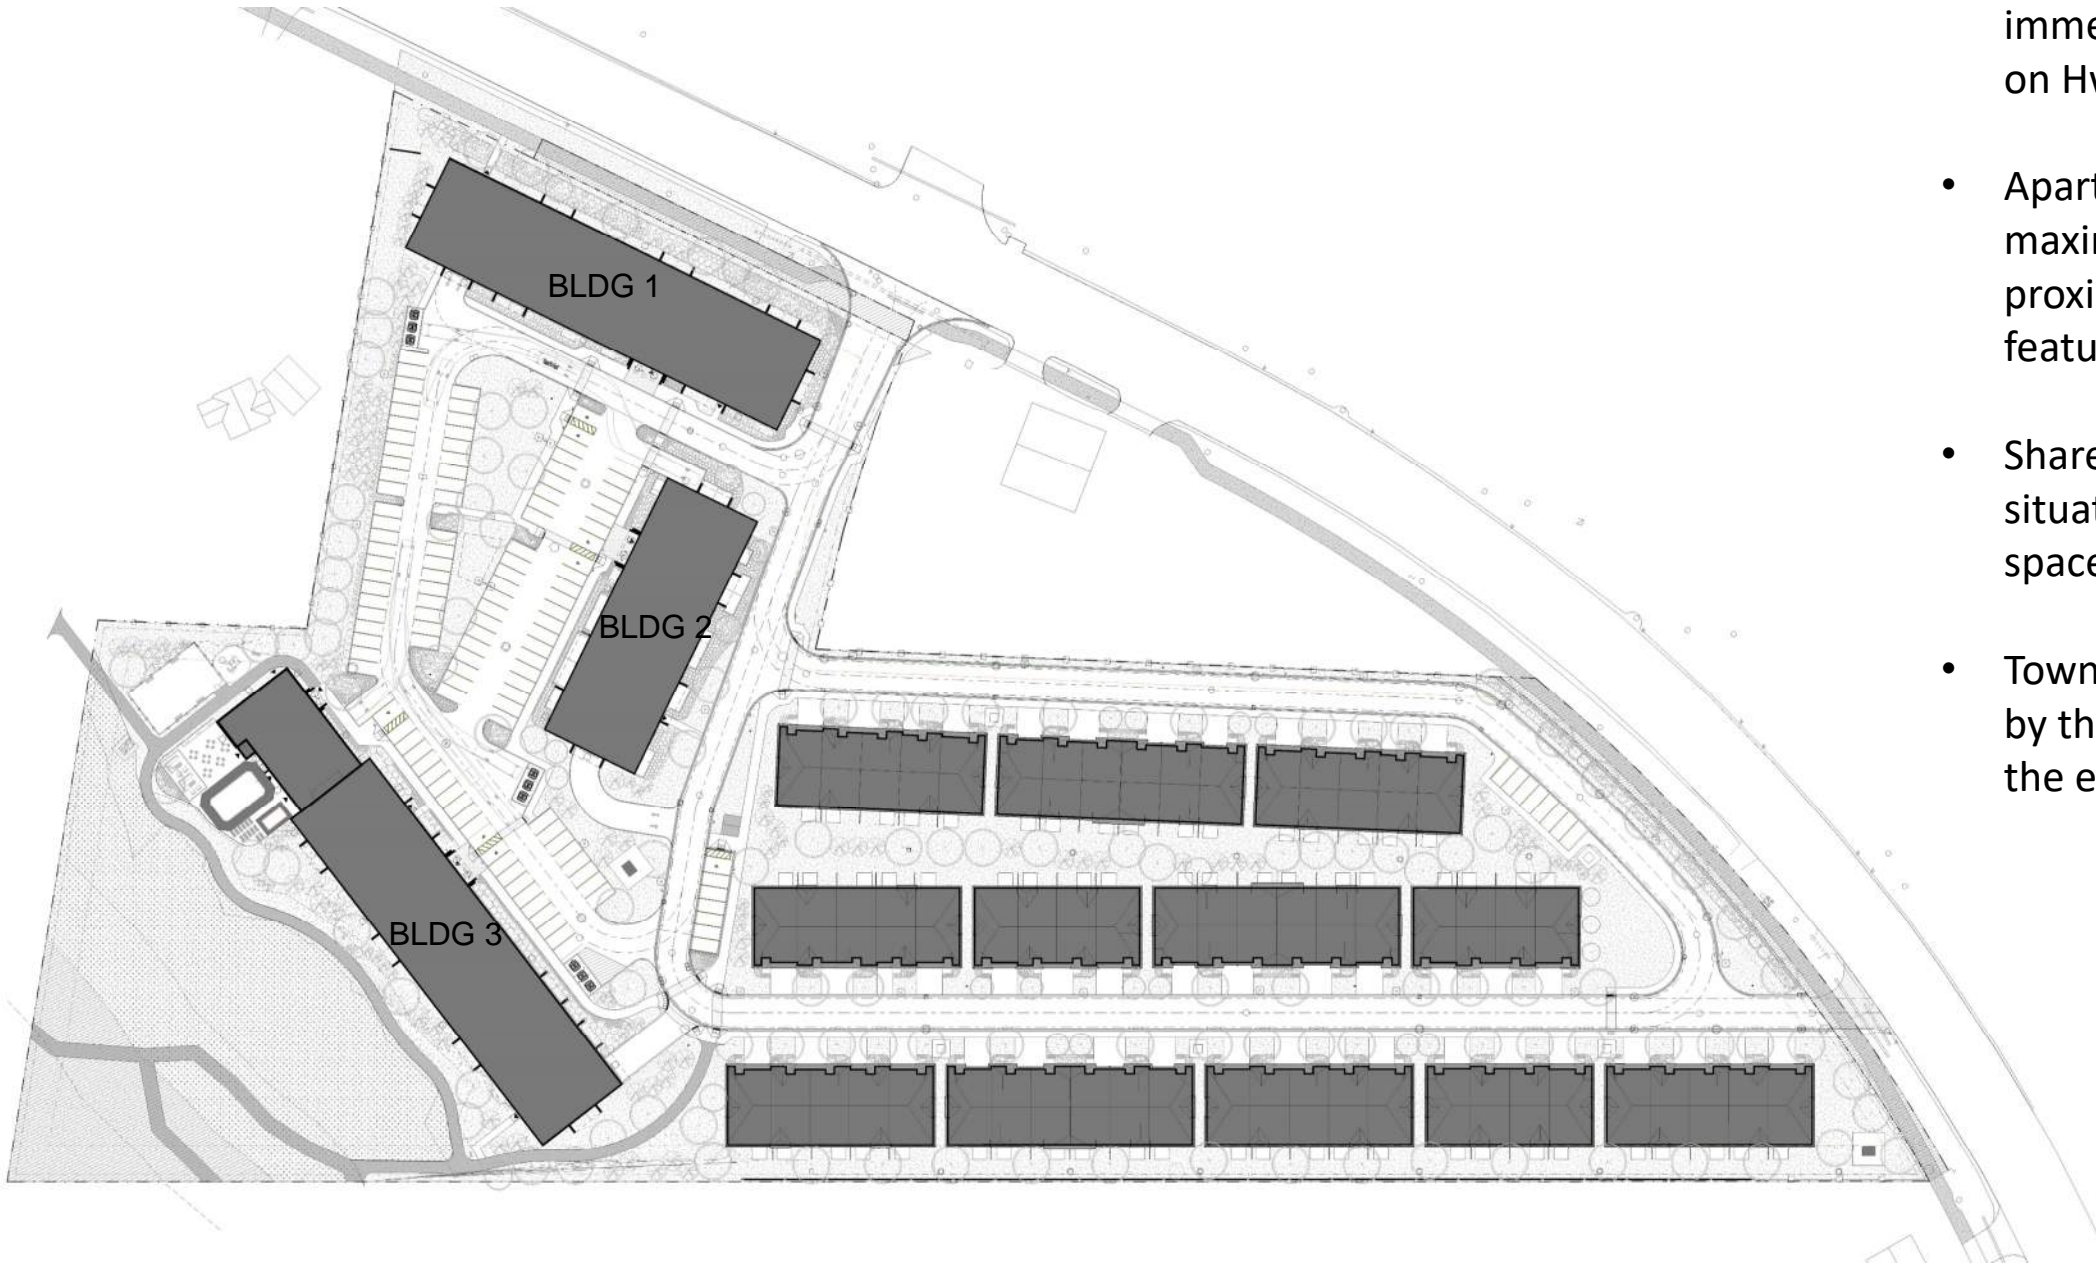 imme
on Hw
• Apart
maxim
proxi
featu
• Share
situat
space
• Town
by th
the e
BLDG 1
BLDG 2
BLDG 3